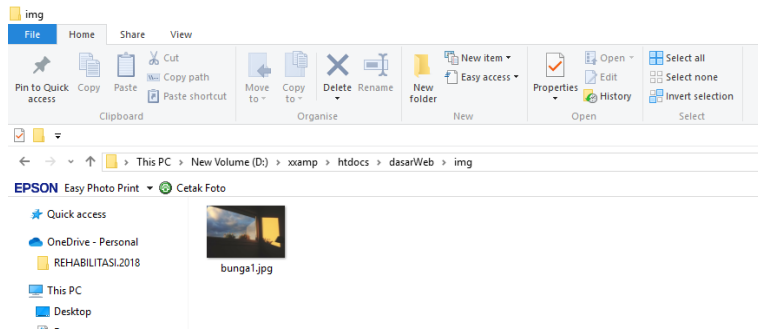 img
File Home Share View
Pin to Quick access
Copy
Paste
Cut
Copy path
Paste shortcut
Clipboard
Move to
Copy to
Delete
Rename
Organise
New folder
New item
Easy access
New
Properties
Open
Edit
History
Open
Select all
Select none
Invert selection
Select
This PC > New Volume (D:) > xxamp > htdocs > dasarWeb > img
EPSON Easy Photo Print Cetak Foto
Quick access
OneDrive - Personal
REHABILITASI.2018
This PC
Desktop
bunga1.jpg